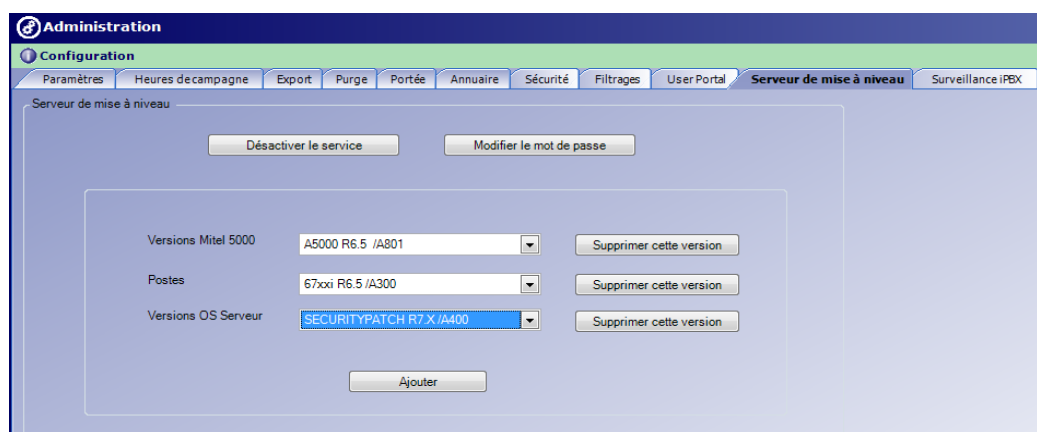 Administration
Configuration
Paramètres Heures de campagne Export Purge Portée Annuaire Sécurité Filtrages User Portal Serveur de mise à niveau Surveillance iPBX
Serveur de mise à niveau
Désactiver le service Modifier le mot de passe
Versions Mitel 5000 A5000 R6.5 /A801 Supprimer cette version
Postes 67xxi R6.5 /A300 Supprimer cette version
Versions OS Serveur SECURITYPATCH R7.X /A400 Supprimer cette version
Ajouter